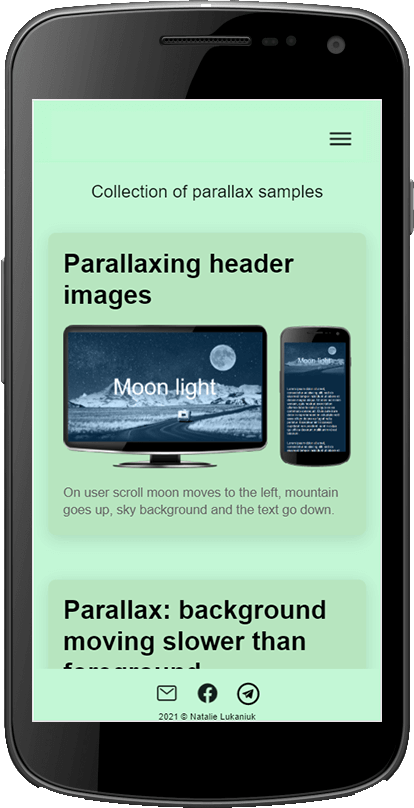 Collection of parallax samples
Parallaxing header
images
Moon light
Moon light
On user scroll moon moves to the left, mountain
goes up, sky background and the text go down.
Parallax: background
moving slower than
foreground
2021 © Natalie Lukaniuk